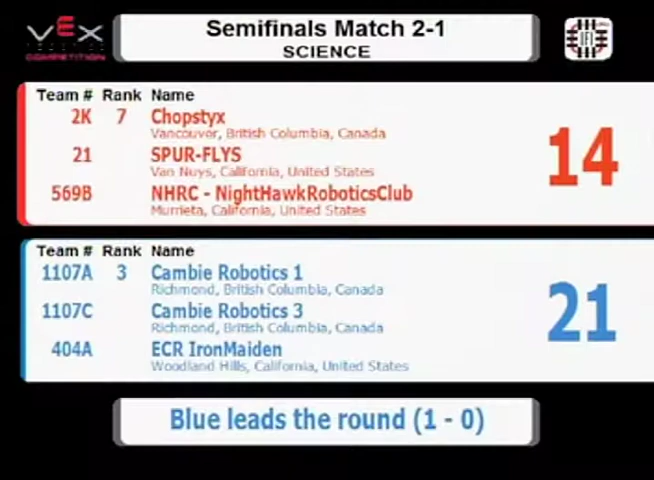 VEX
COMPETITION
Semifinals Match 2-1
SCIENCE
IFI
Team # Rank Name
2K 7 Chopstyx
Vancouver, British Columbia, Canada
21 SPUR-FLYS
Van Nuys, California, United States
569B NHRC - NightHawkRoboticsClub
Murrieta, California, United States
14
Team # Rank Name
1107A 3 Cambie Robotics 1
Richmond, British Columbia, Canada
1107C Cambie Robotics 3
Richmond, British Columbia, Canada
404A ECR IronMaiden
Woodland Hills, California, United States
21
Blue leads the round (1 - 0)